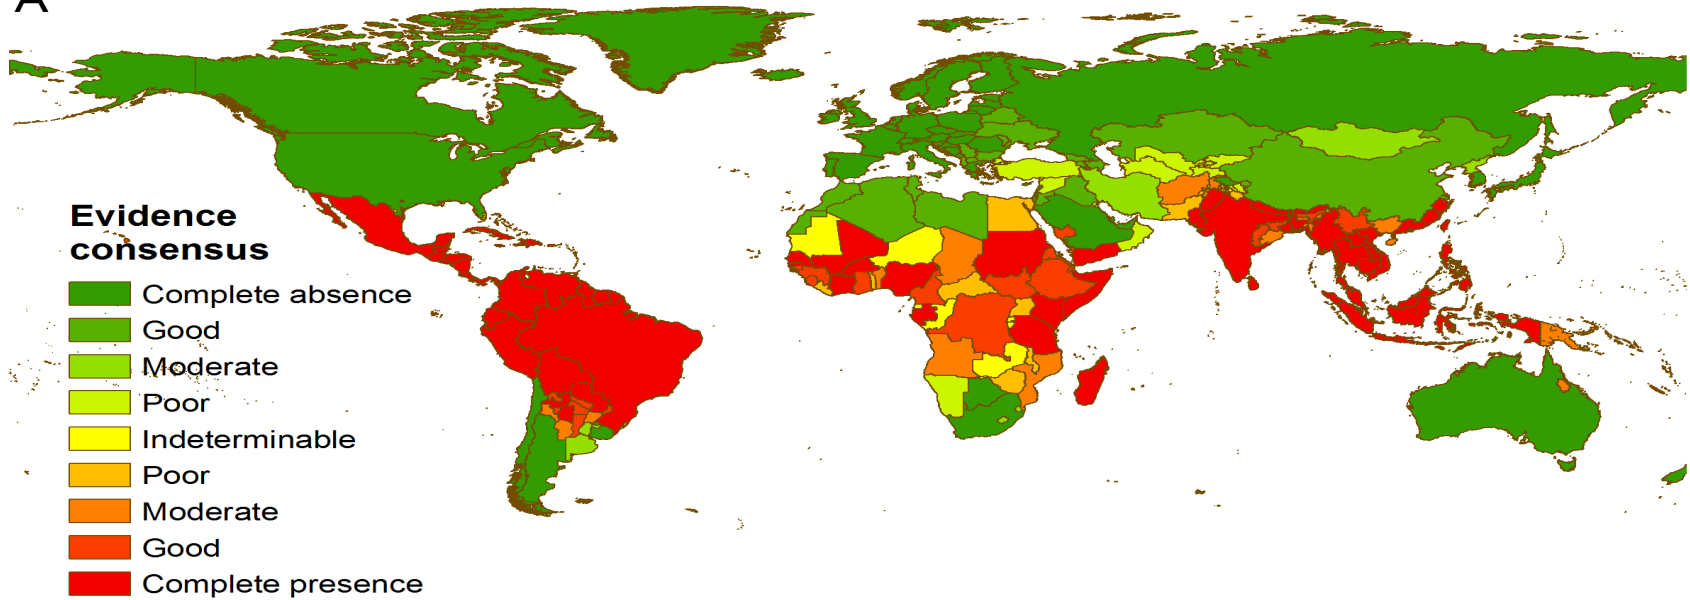 A
Evidence
consensus
Complete absence
Good
Moderate
Poor
Indeterminable
Poor
Moderate
Good
Complete presence